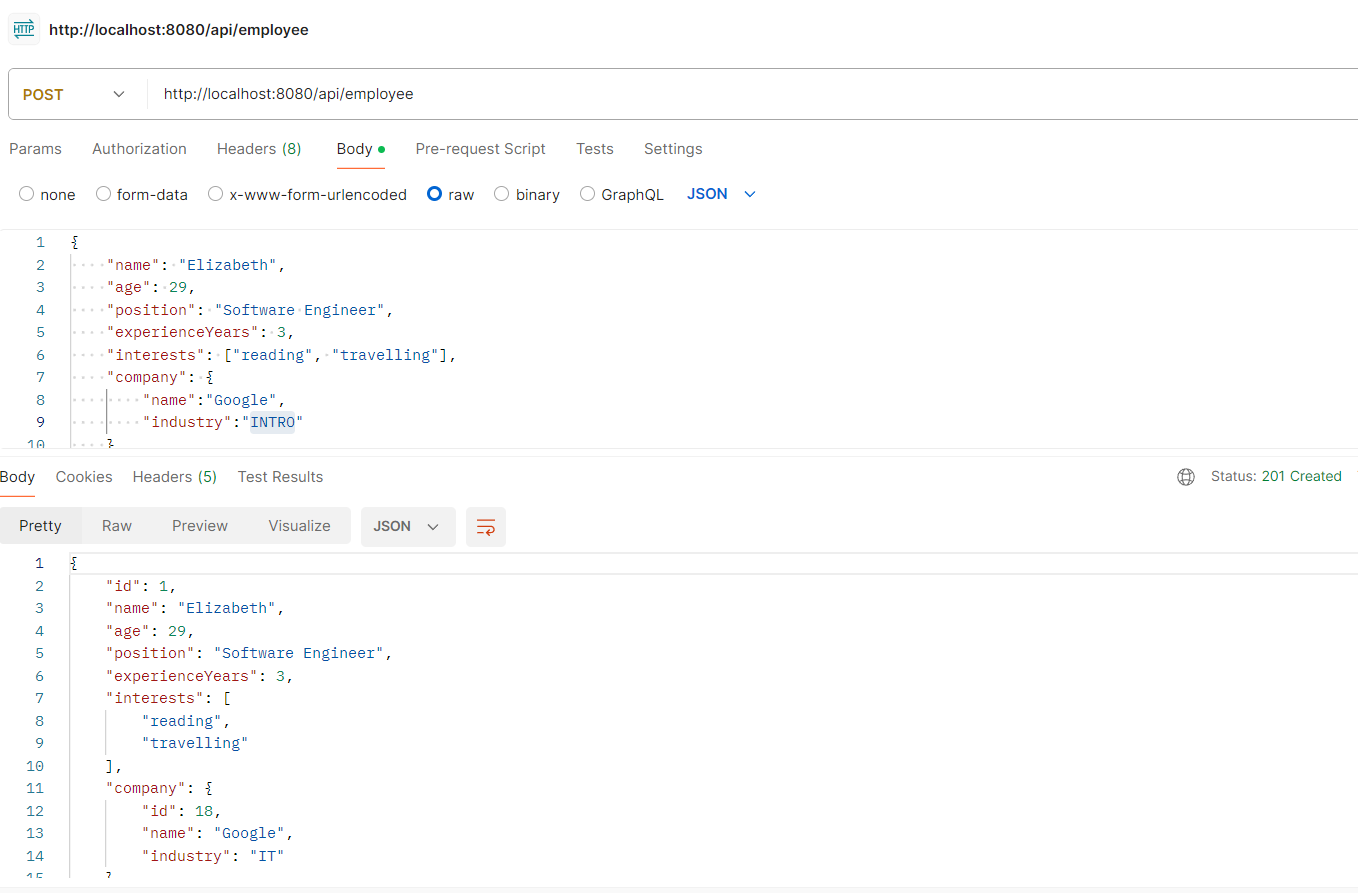 HTTP http://localhost:8080/api/employee
POST http://localhost:8080/api/employee
Params Authorization Headers (8) Body Pre-request Script Tests Settings
none form-data x-www-form-urlencoded raw binary GraphQL JSON
1 {
2 "name": "Elizabeth",
3 "age": 29,
4 "position": "Software Engineer",
5 "experienceYears": 3,
6 "interests": ["reading", "travelling"],
7 "company": {
8 "name":"Google",
9 "industry":"INTRO"
10 }
Body Cookies Headers (5) Test Results Status: 201 Created
Pretty Raw Preview Visualize JSON
1 {
2 "id": 1,
3 "name": "Elizabeth",
4 "age": 29,
5 "position": "Software Engineer",
6 "experienceYears": 3,
7 "interests": [
8 "reading",
9 "travelling"
10 ],
11 "company": {
12 "id": 18,
13 "name": "Google",
14 "industry": "IT"
15 }